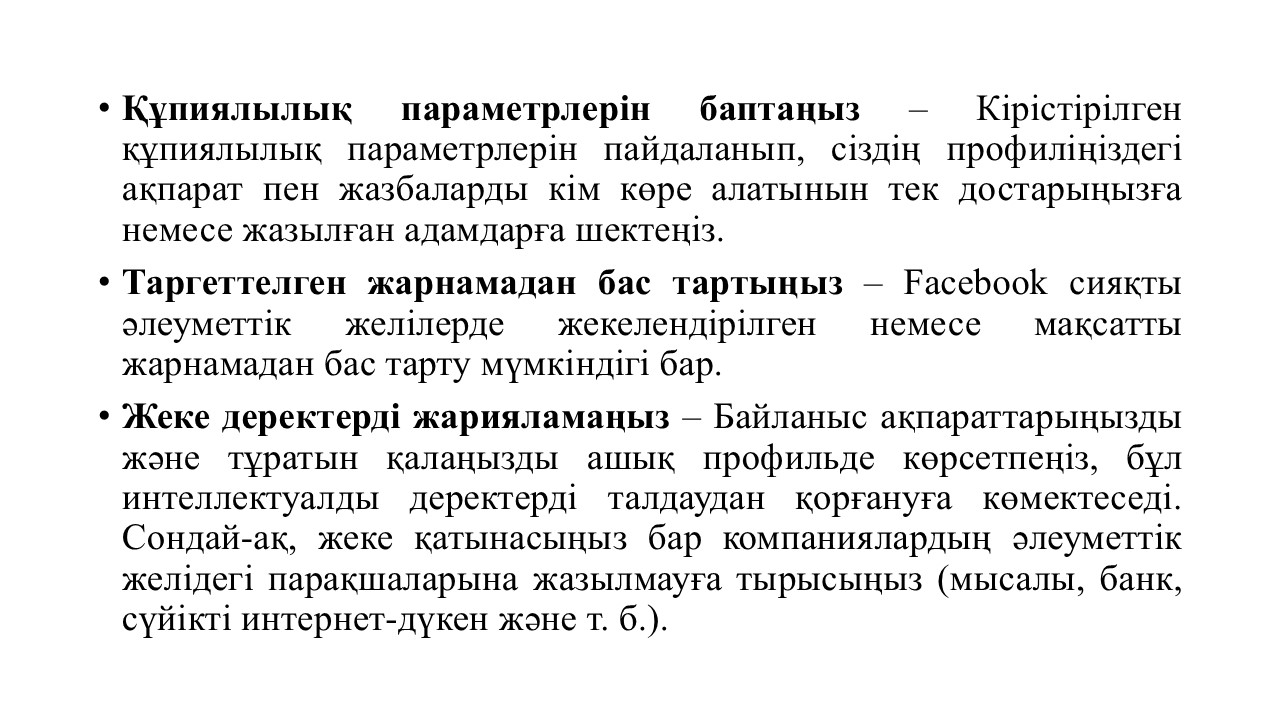 • Құпиялылық параметрлерін баптаңыз – Кірістірілген
құпиялылық параметрлерін пайдаланып, сіздің профиліңіздегі
ақпарат пен жазбаларды кім көре алатынын тек достарыңызға
немесе жазылған адамдарға шектеңіз.
• Таргеттелген жарнамадан бас тартыңыз – Facebook сияқты
әлеуметтік желілерде жекелендірілген немесе мақсатты
жарнамадан бас тарту мүмкіндігі бар.
• Жеке деректерді жарияламаңыз – Байланыс ақпараттарыңызды
және тұратын қалаңызды ашық профильде көрсетпеңіз, бұл
интеллектуалды деректерді талдаудан қорғануға көмектеседі.
Сондай-ақ, жеке қатынасыңыз бар компаниялардың әлеуметтік
желідегі парақшаларына жазылмауға тырысыңыз (мысалы, банк,
сүйікті интернет-дүкен және т. б.).